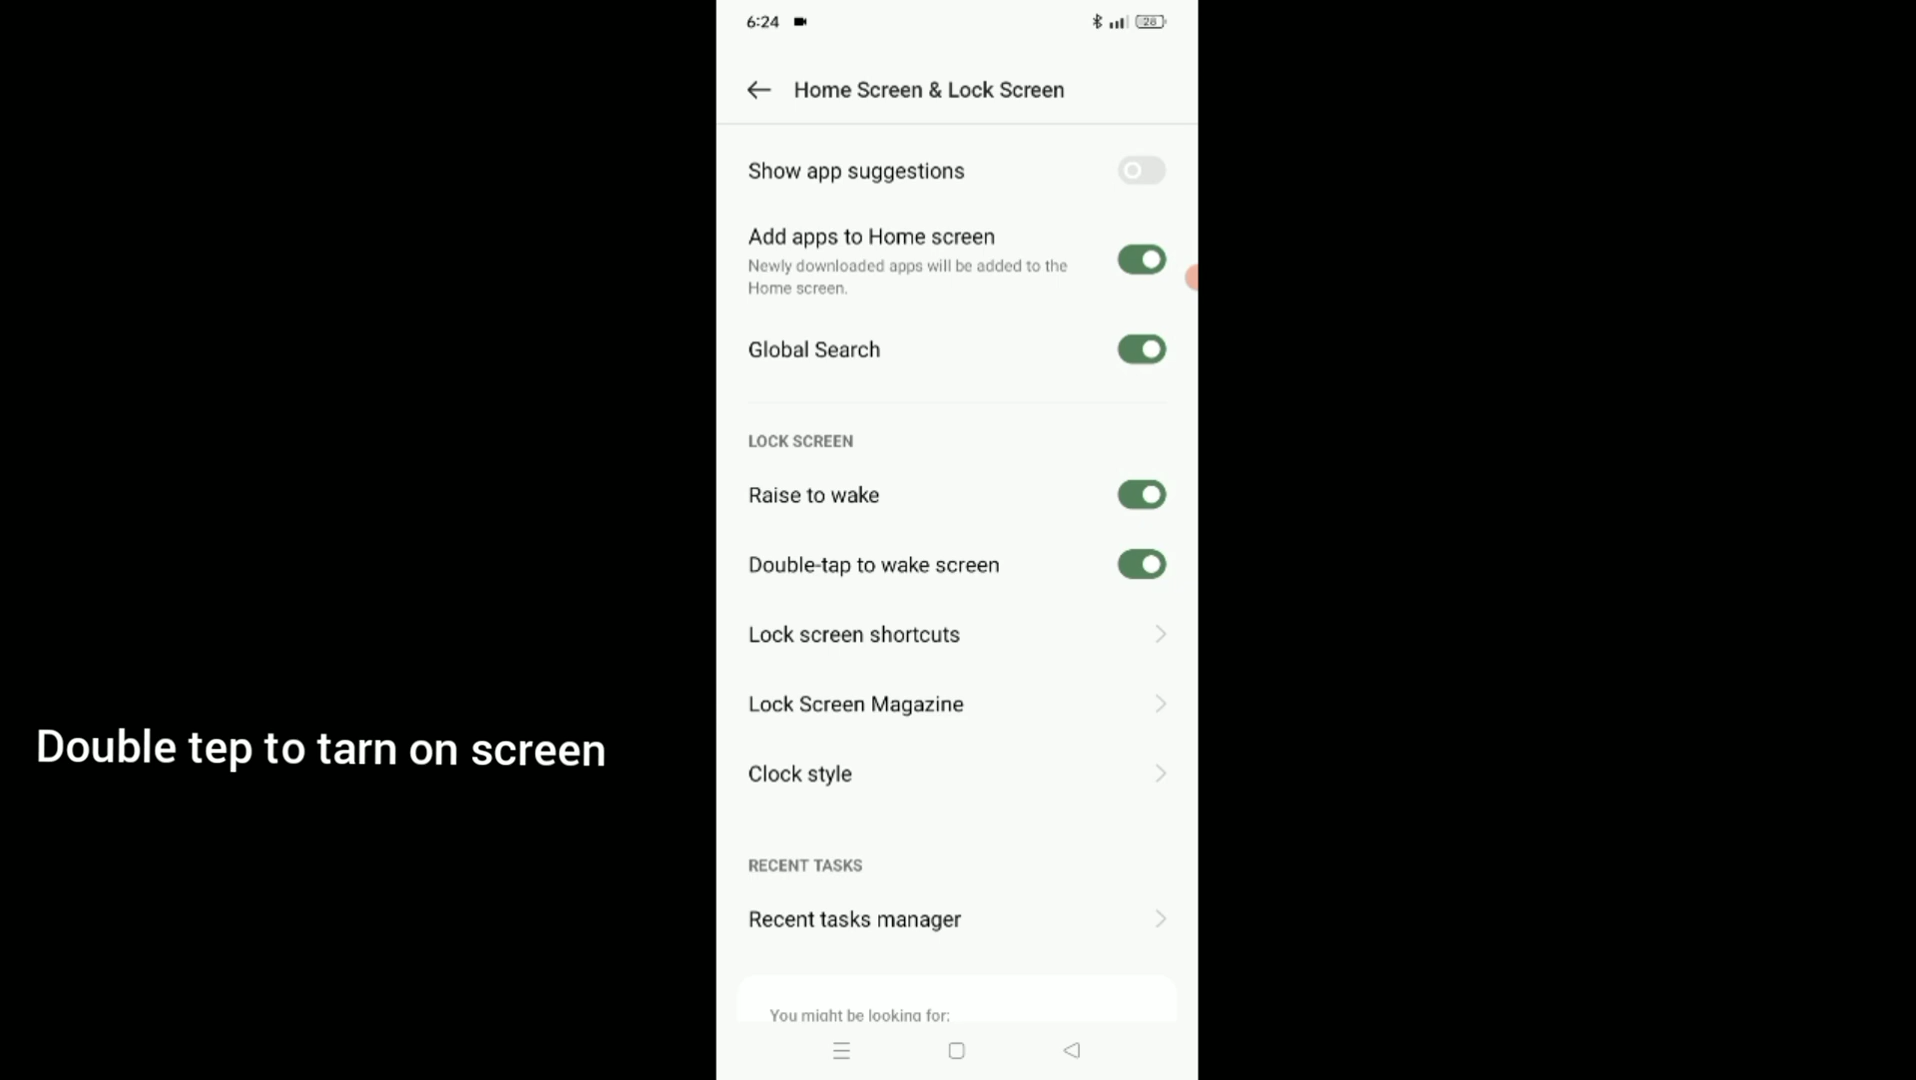 6:24
28
Home Screen & Lock Screen
Show app suggestions
Add apps to Home screen
Newly downloaded apps will be added to the
Home screen.
Global Search
LOCK SCREEN
Raise to wake
Double-tap to wake screen
Lock screen shortcuts
Lock Screen Magazine
Clock style
RECENT TASKS
Recent tasks manager
You might be looking for:
Double tep to tarn on screen